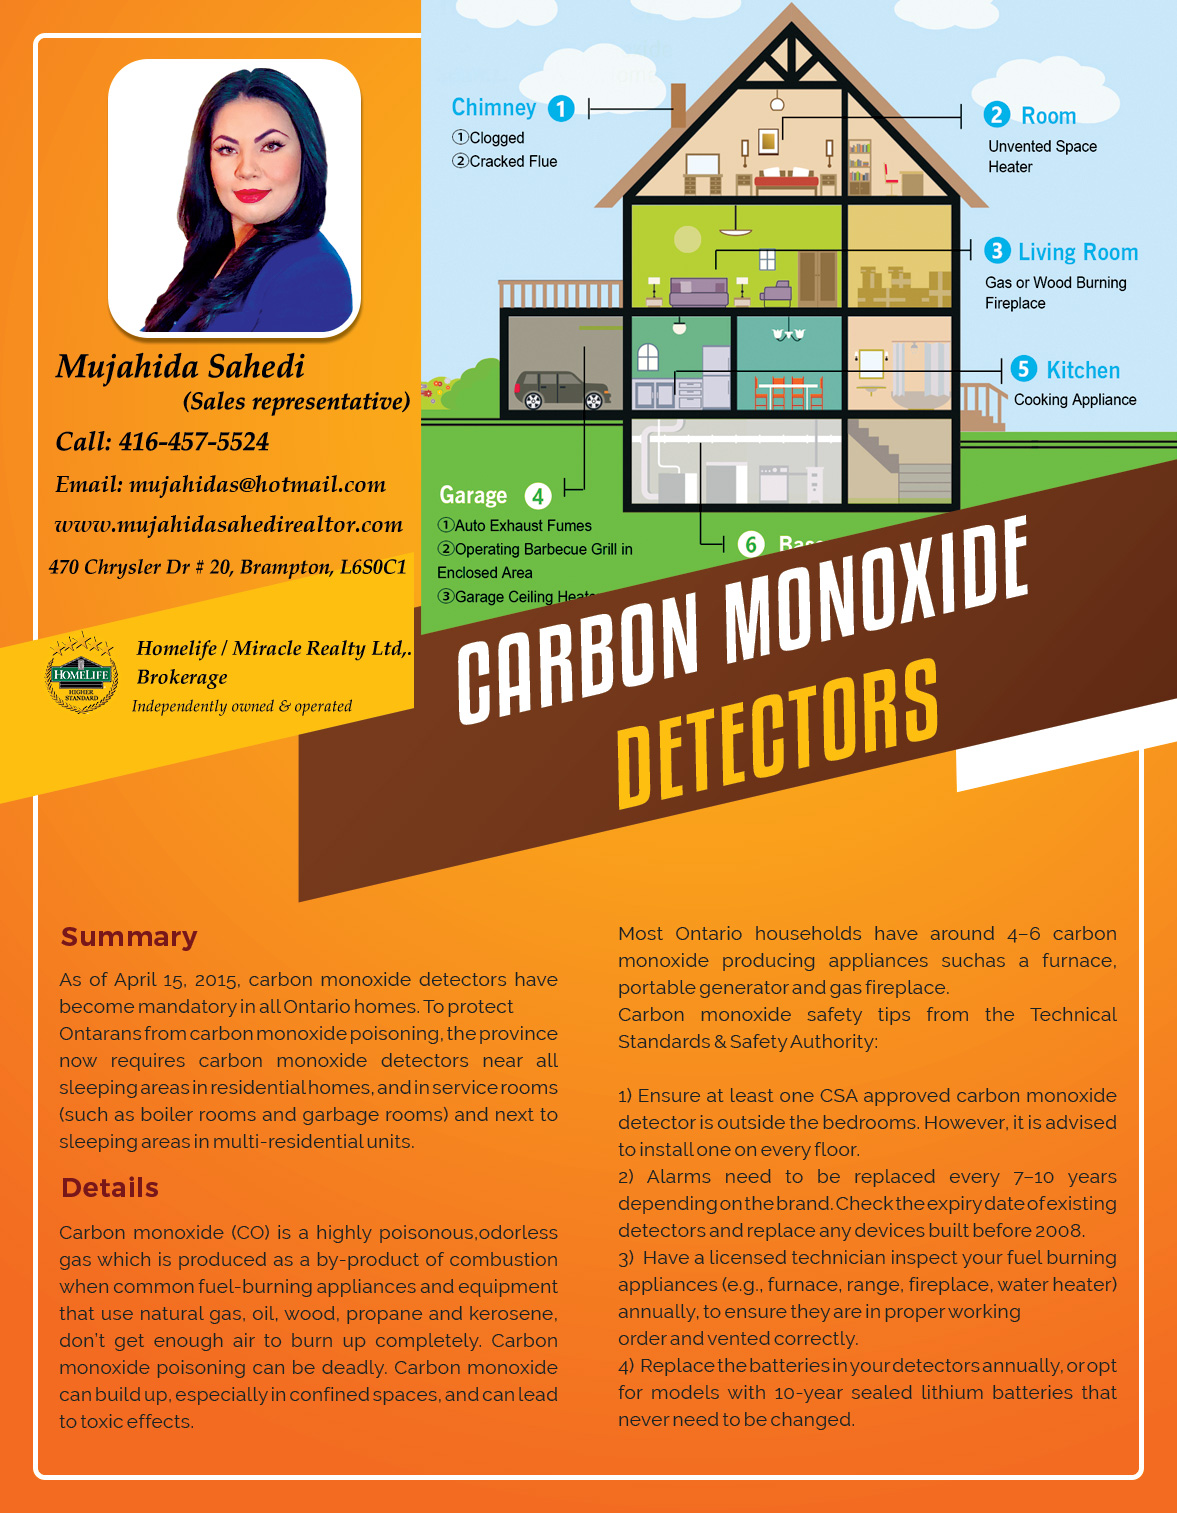 Mujahida Sahedi
(Sales representative)
Call: 416-457-5524
Email: mujahidas@hotmail.com
www.mujahidasahedirealtor.com
470 Chrysler Dr # 20, Brampton, L6S0C1
HOMELIFE
HIGHER
STANDARD
Homelife / Miracle Realty Ltd,.
Brokerage
Independently owned & operated
Chimney 1
①Clogged
②Cracked Flue
2 Room
Unvented Space
Heater
3 Living Room
Gas or Wood Burning
Fireplace
5 Kitchen
Cooking Appliance
Garage 4
①Auto Exhaust Fumes
②Operating Barbecue Grill in
Enclosed Area
③Garage Ceiling
6
CARBON MONOXIDE
DETECTORS
Summary
As of April 15, 2015, carbon monoxide detectors have
become mandatory in all Ontario homes. To protect
Ontarans from carbon monoxide poisoning, the province
now requires carbon monoxide detectors near all
sleeping areas in residential homes, and in service rooms
(such as boiler rooms and garbage rooms) and next to
sleeping areas in multi-residential units.
Details
Carbon monoxide (CO) is a highly poisonous,odorless
gas which is produced as a by-product of combustion
when common fuel-burning appliances and equipment
that use natural gas, oil, wood, propane and kerosene,
don't get enough air to burn up completely. Carbon
monoxide poisoning can be deadly. Carbon monoxide
can build up, especially in confined spaces, and can lead
to toxic effects.
Most Ontario households have around 4–6 carbon
monoxide producing appliances suchas a furnace,
portable generator and gas fireplace.
Carbon monoxide safety tips from the Technical
Standards & Safety Authority:
1) Ensure at least one CSA approved carbon monoxide
detector is outside the bedrooms. However, it is advised
to install one on every floor.
2) Alarms need to be replaced every 7–10 years
depending on the brand. Check the expiry date of existing
detectors and replace any devices built before 2008.
3) Have a licensed technician inspect your fuel burning
appliances (e.g., furnace, range, fireplace, water heater)
annually, to ensure they are in proper working
order and vented correctly.
4) Replace the batteries in your detectors annually, or opt
for models with 10-year sealed lithium batteries that
never need to be changed.